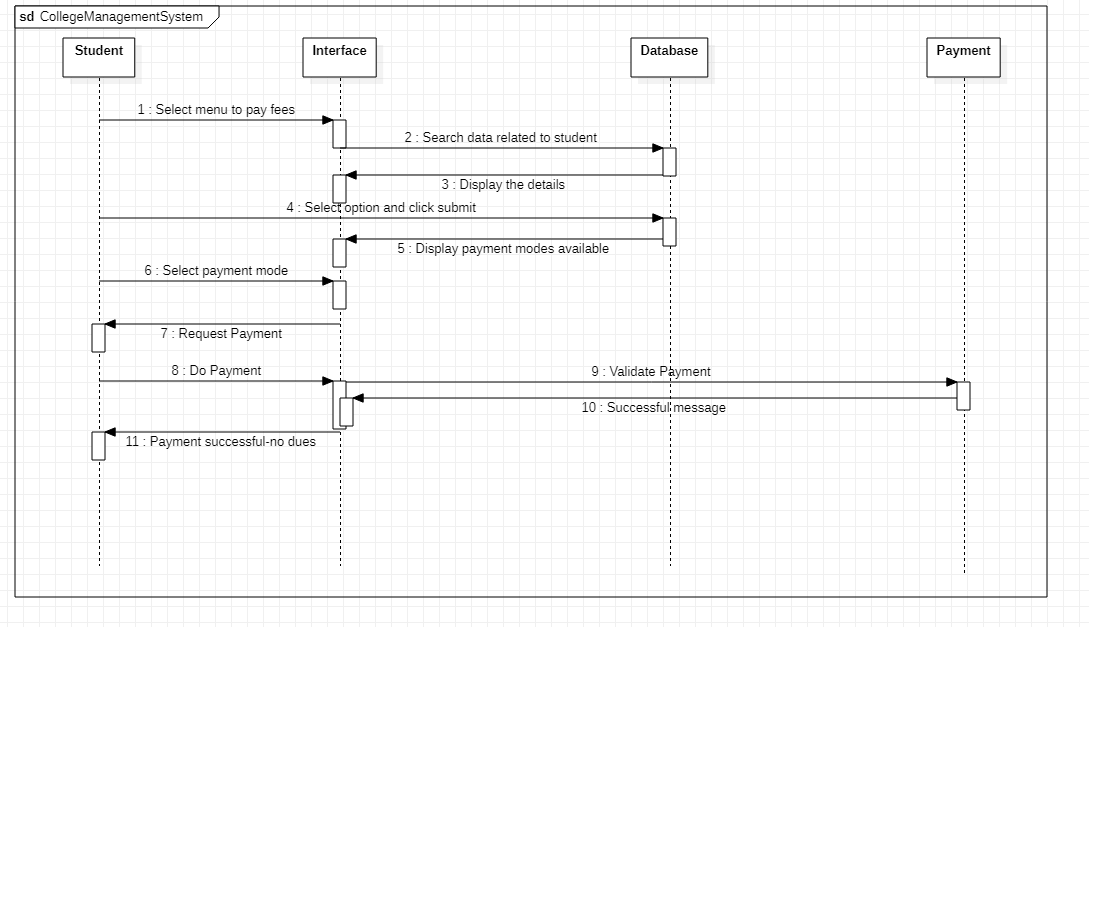 sd CollegeManagementSystem
Student
Interface
Database
Payment
1 : Select menu to pay fees
2 : Search data related to student
3 : Display the details
4 : Select option and click submit
5 : Display payment modes available
6 : Select payment mode
7 : Request Payment
8 : Do Payment
9 : Validate Payment
10 : Successful message
11 : Payment successful-no dues